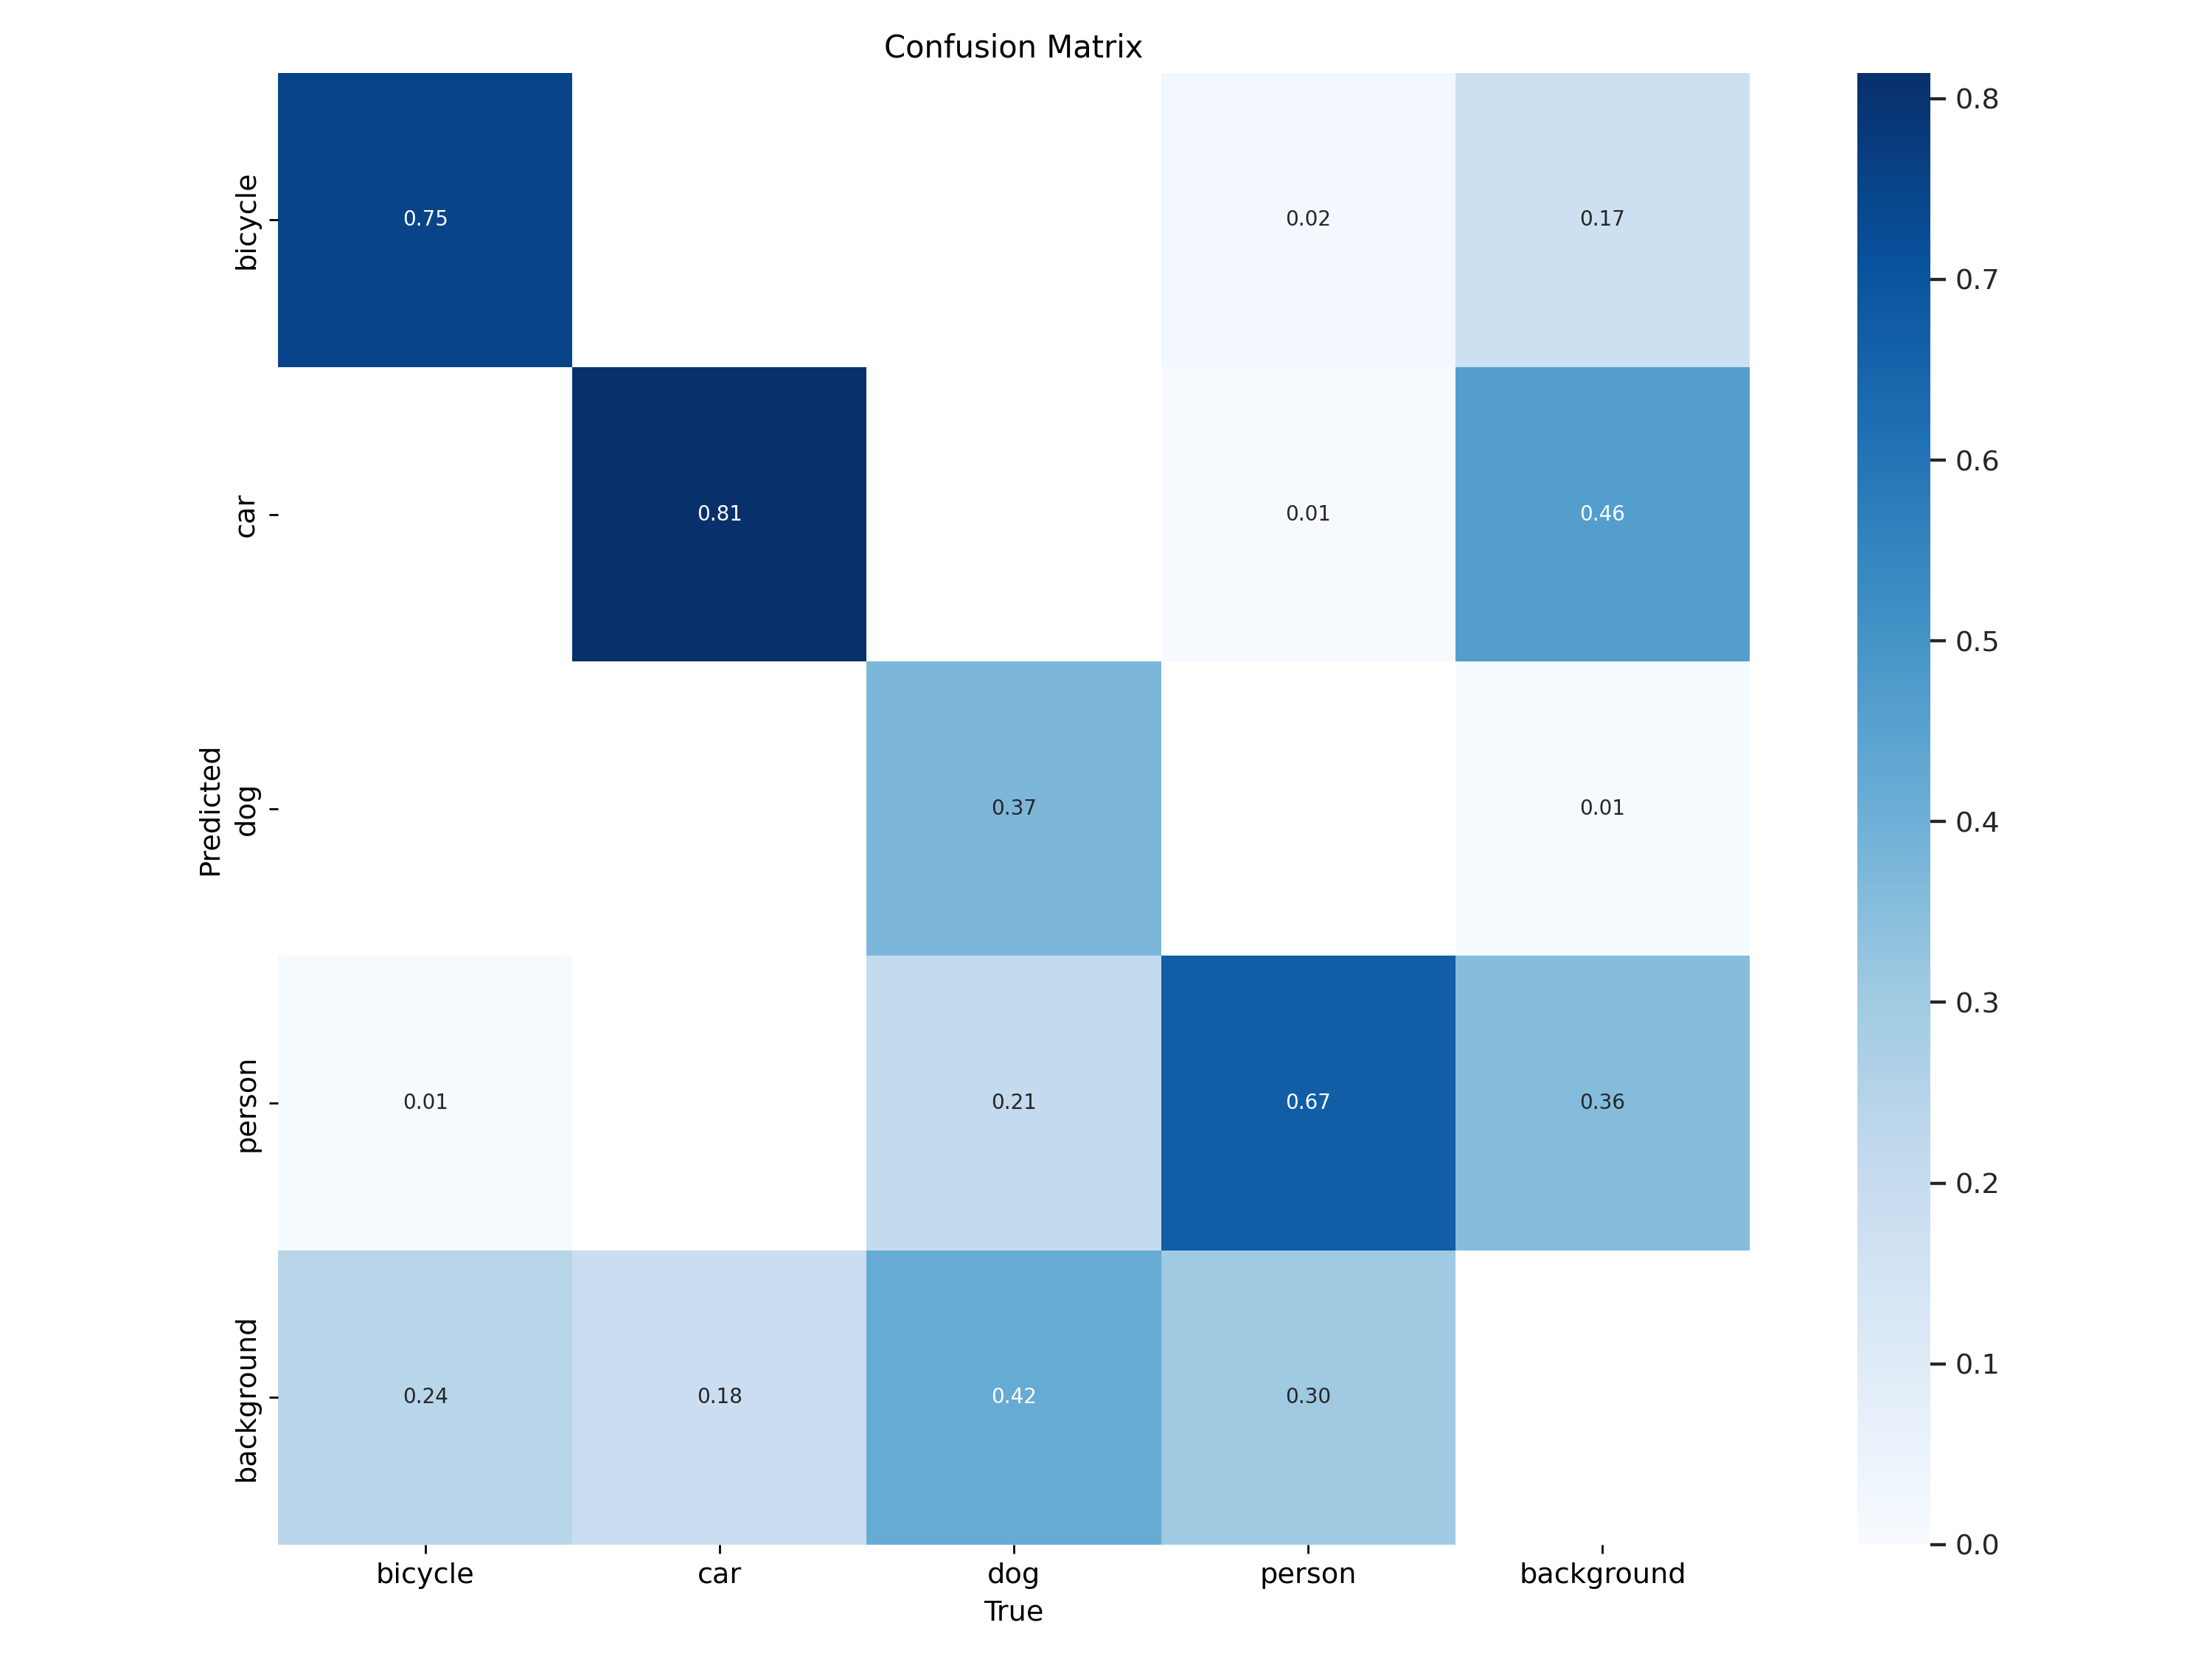 Confusion Matrix
bicycle
0.75
0.02
0.17
car
0.81
0.01
0.46
Predicted
dog
0.37
0.01
person
0.01
0.21
0.67
0.36
background
0.24
0.18
0.42
0.30
bicycle
car
dog
person
background
True
0.8
0.7
0.6
0.5
0.4
0.3
0.2
0.1
0.0